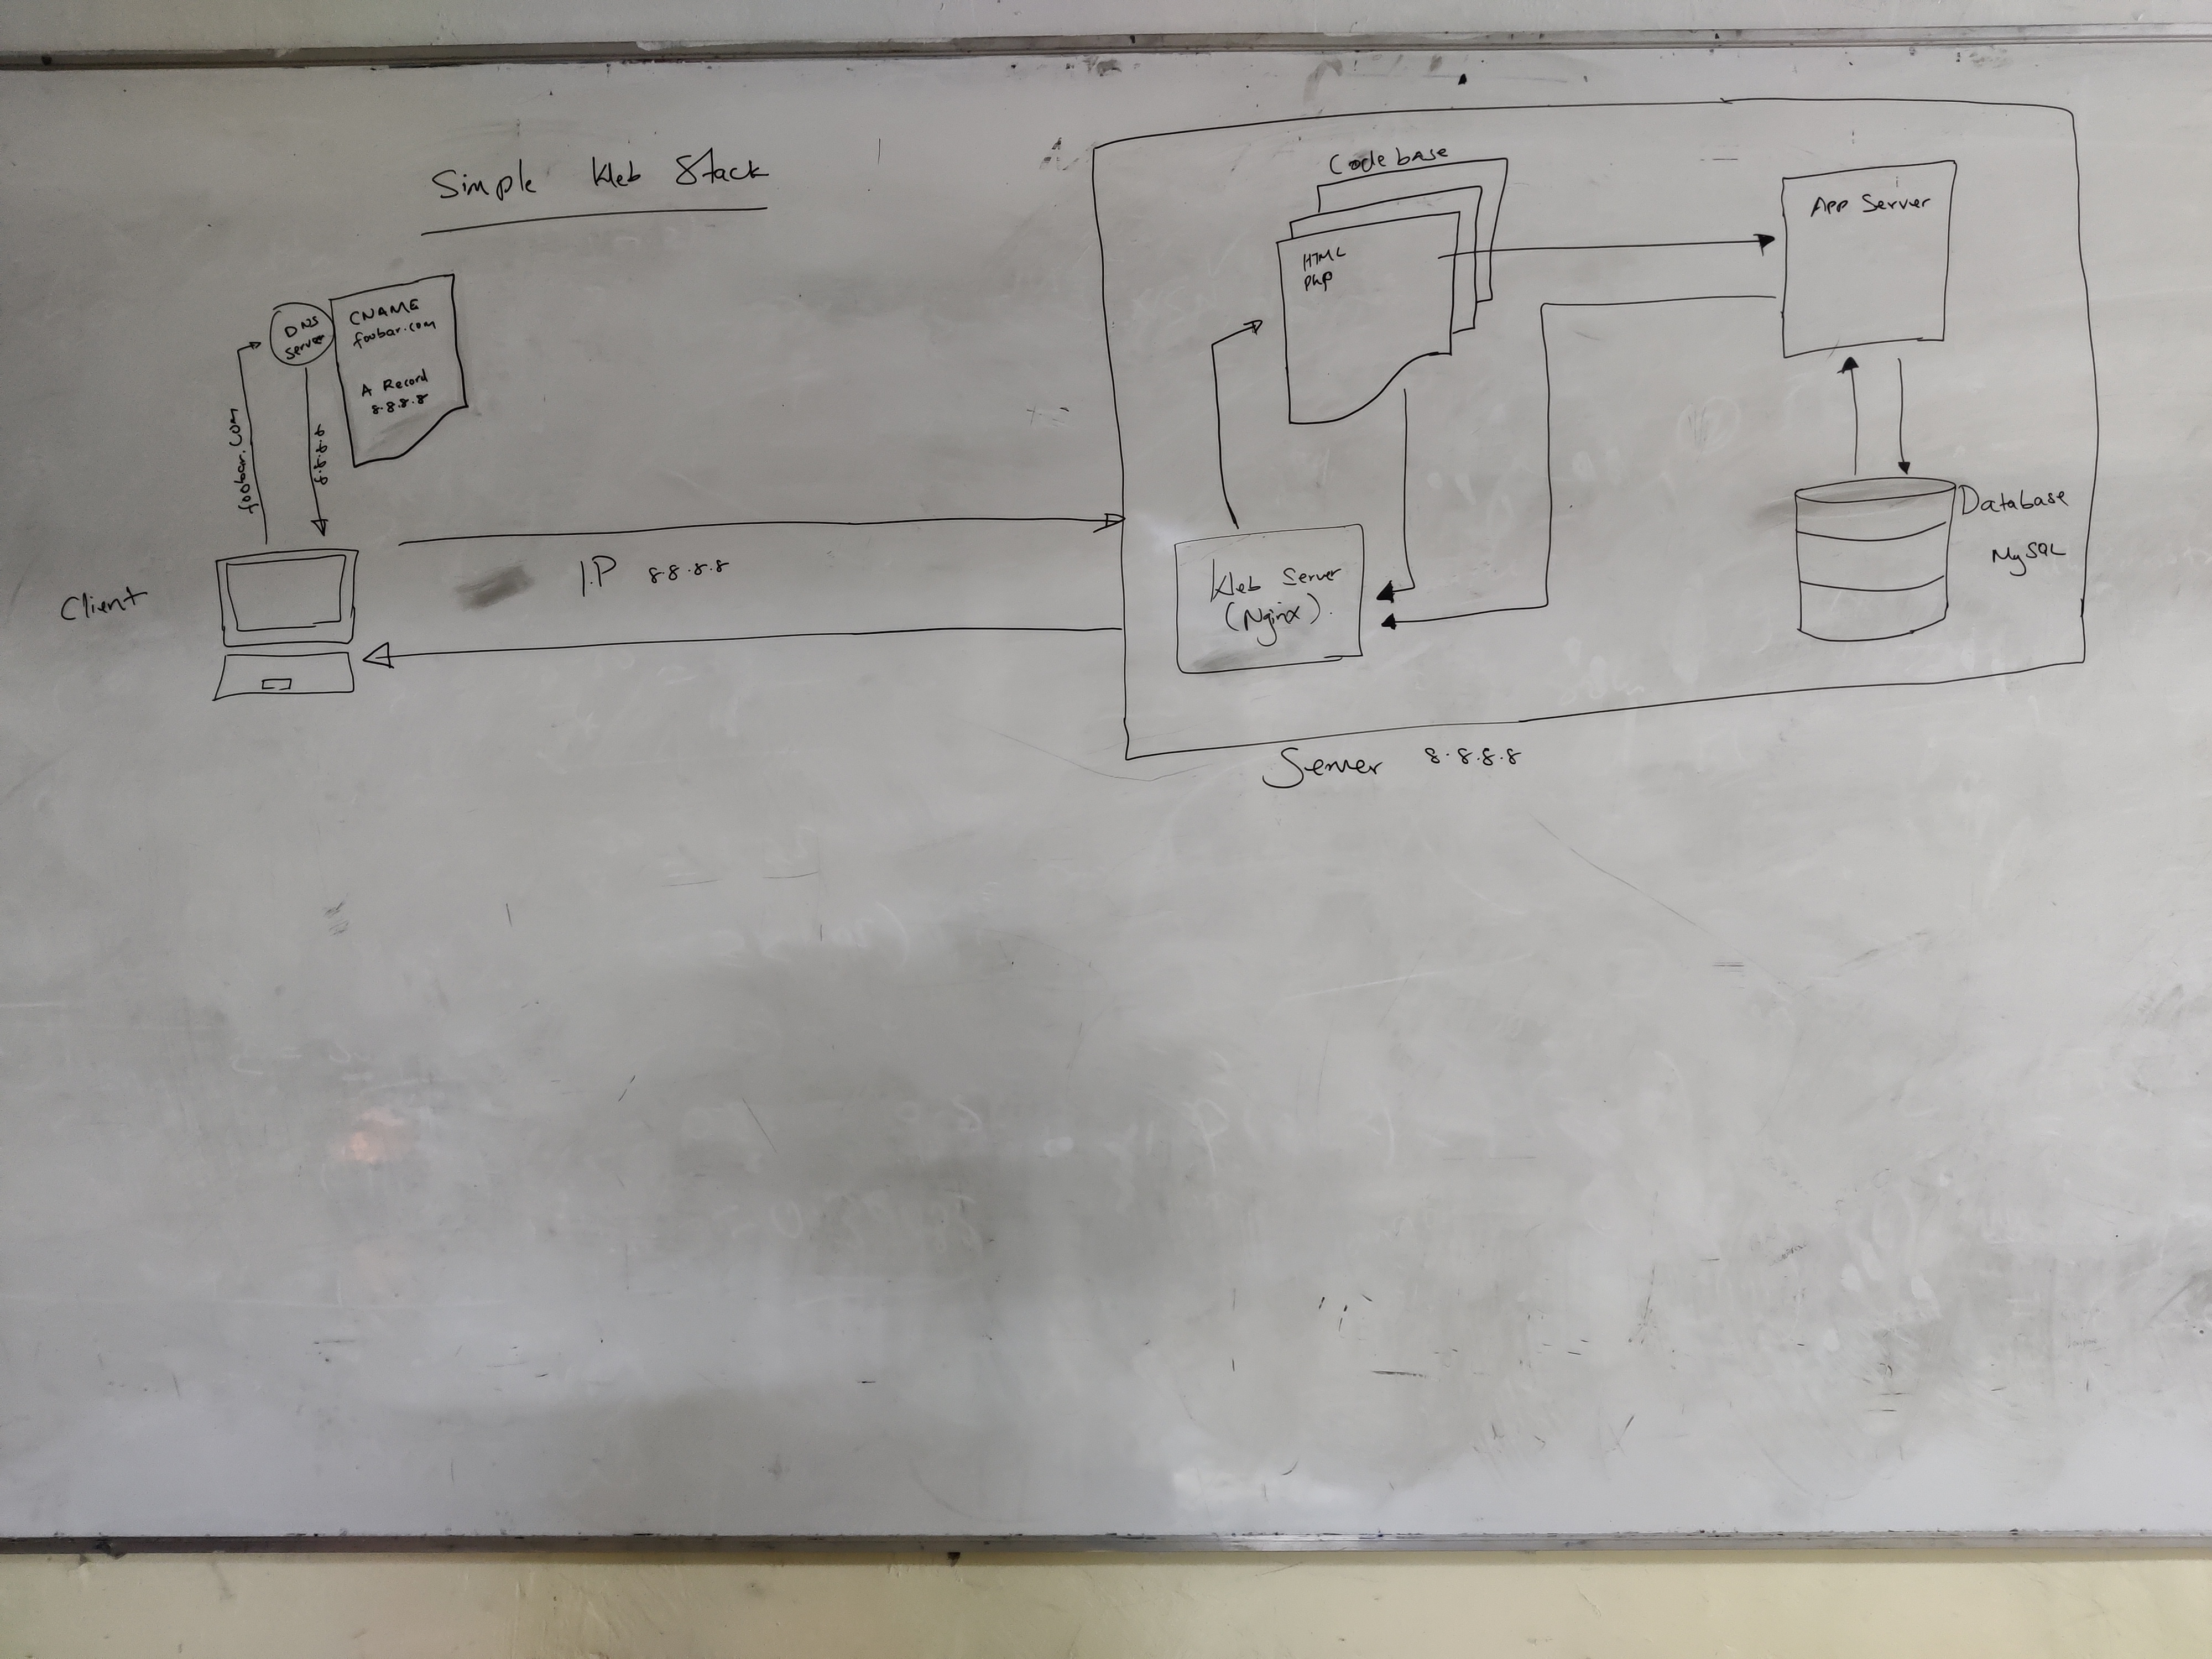 Simple Web Stack
DNS
Server
CNAME
foobar.com
A Record
8.8.8.8
foobar.com
8.8.8.8
Client
I.P 8.8.8.8
Codebase
HTML
PHP
App Server
Web Server
(Nginx).
Database
MySQL
Server 8.8.8.8